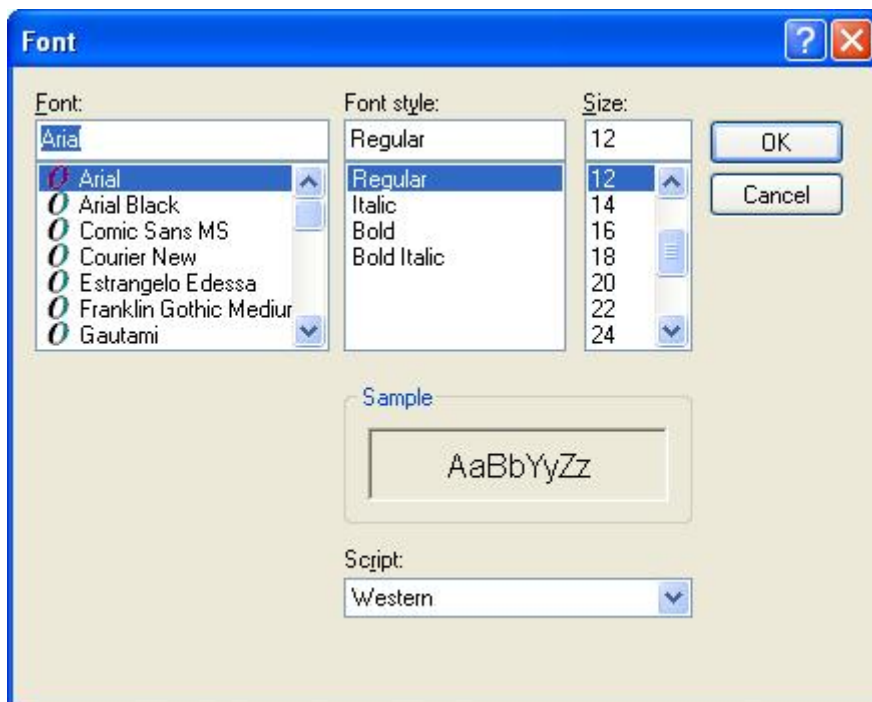 Font
Font:
Arial
Arial
Arial Black
Comic Sans MS
Courier New
Estrangelo Edessa
Franklin Gothic Mediur
Gautami
Font style:
Regular
Regular
Italic
Bold
Bold Italic
Size:
12
12
14
16
18
20
22
24
OK
Cancel
Sample
AaBbYyZz
Script:
Western